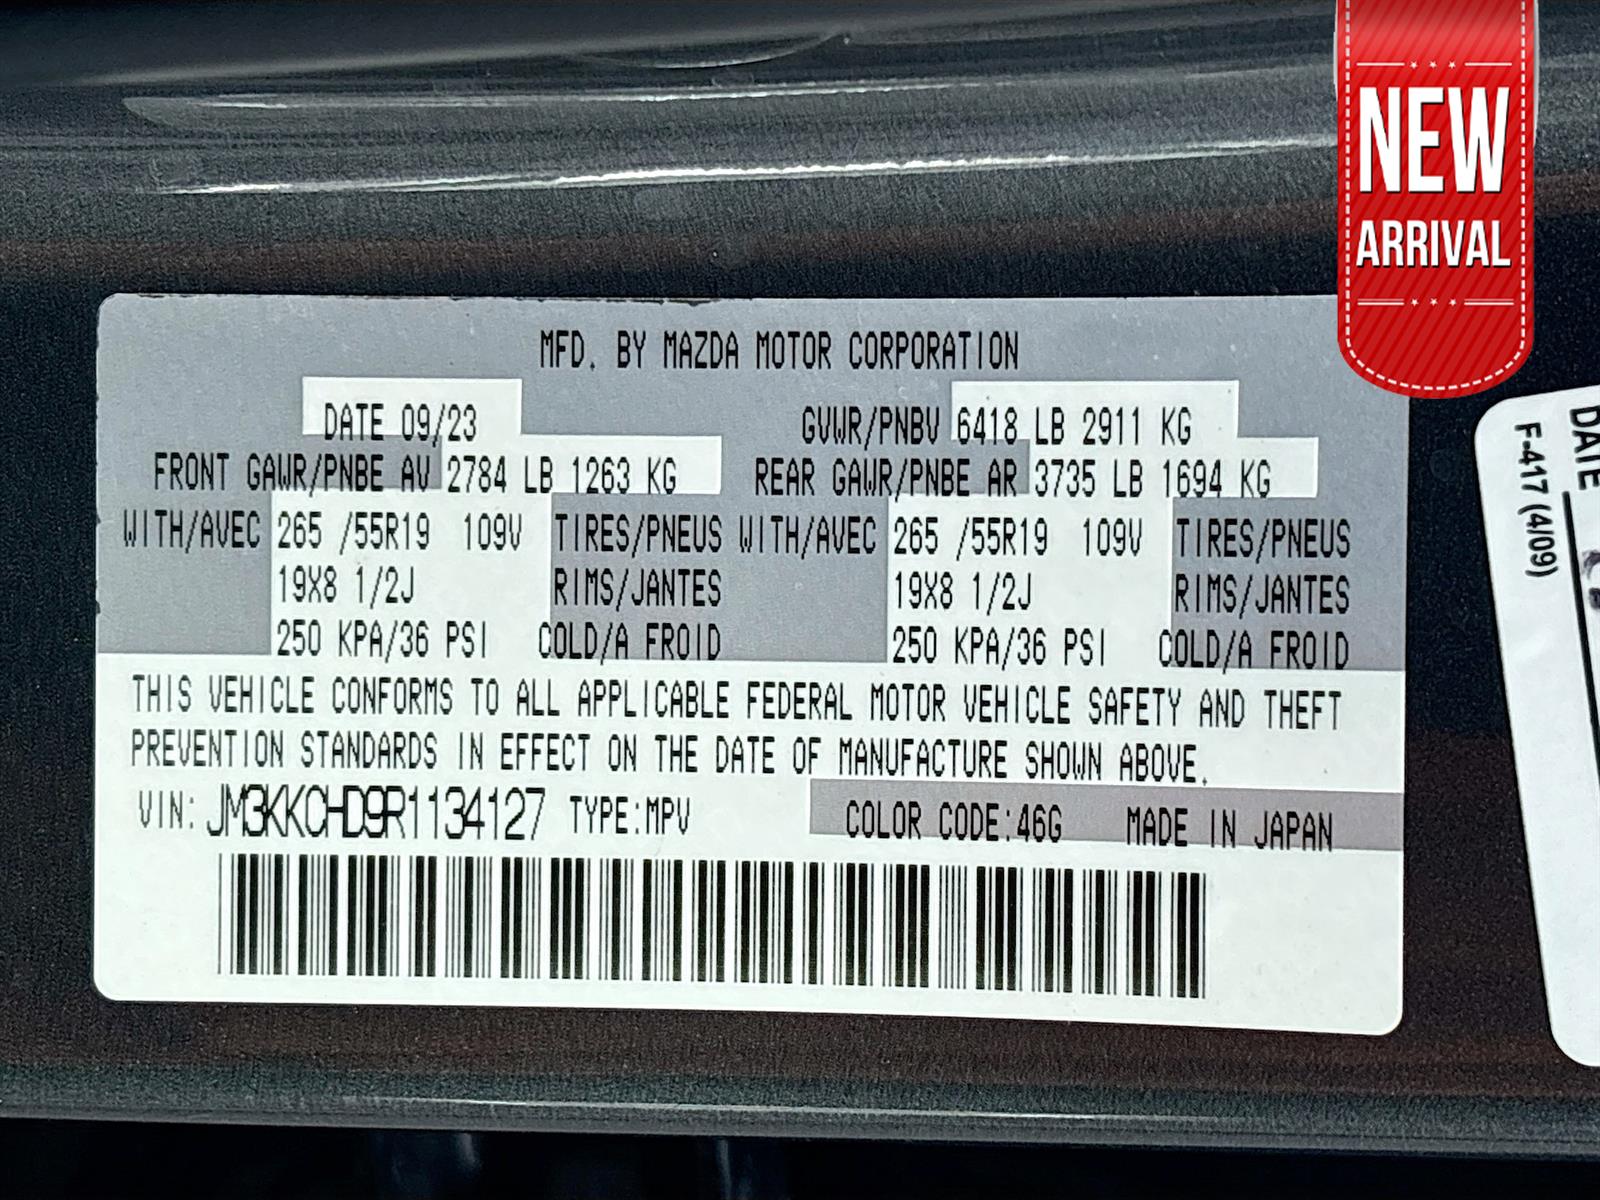 NEW
ARRIVAL
MFD. BY MAZDA MOTOR CORPORATION
DATE 09/23 GVWR/PNBV 6418 LB 2911 KG
FRONT GAWR/PNBE AV 2784 LB 1263 KG REAR GAWR/PNBE AR 3735 LB 1694 KG
WITH/AVEC 265 /55R19 109V TIRES/PNEUS WITH/AVEC 265 /55R19 109V TIRES/PNEUS
19X8 1/2J RIMS/JANTES 19X8 1/2J RIMS/JANTES
250 KPA/36 PSI COLD/A FROID 250 KPA/36 PSI COLD/A FROID
THIS VEHICLE CONFORMS TO ALL APPLICABLE FEDERAL MOTOR VEHICLE SAFETY AND THEFT
PREVENTION STANDARDS IN EFFECT ON THE DATE OF MANUFACTURE SHOWN ABOVE.
VIN: JM3KKCHD9R1134127 TYPE:MPV COLOR CODE:46G MADE IN JAPAN
DATE
F-417 (4/09)